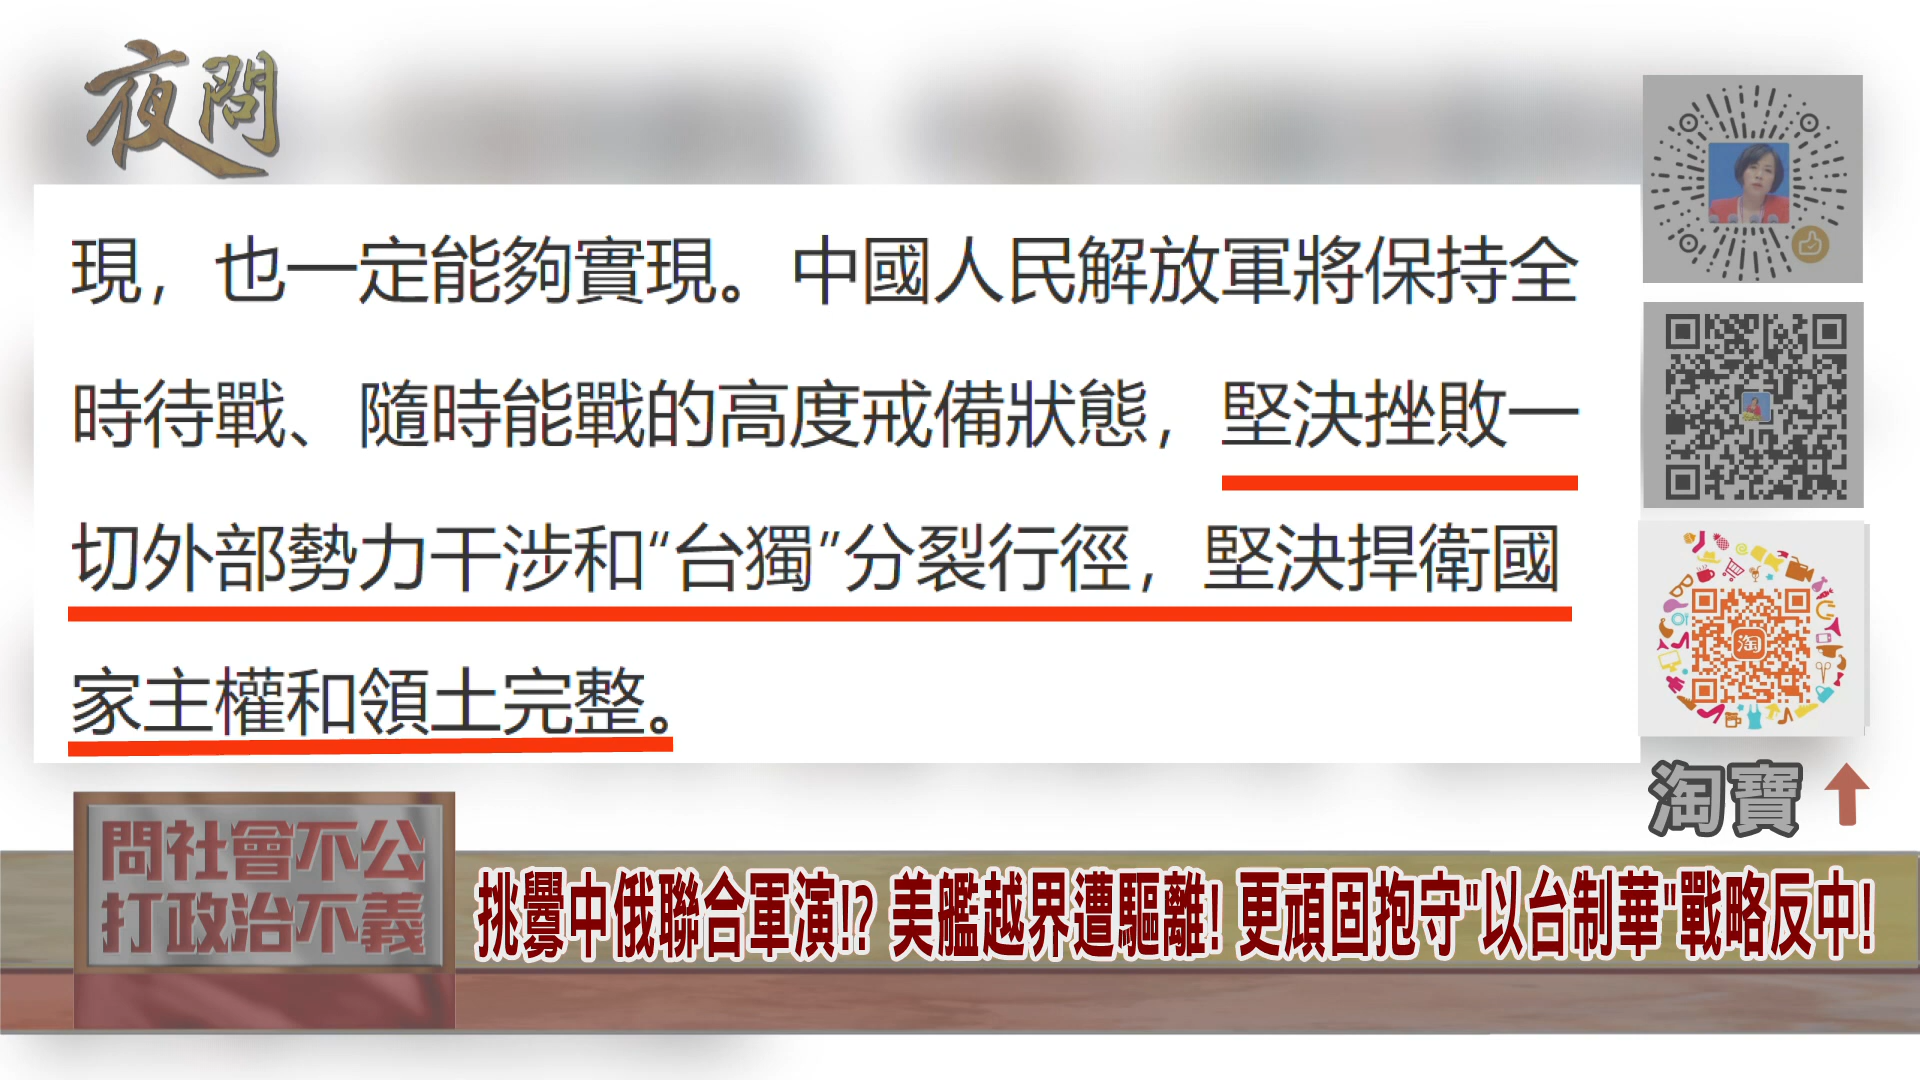 夜問
現，也一定能夠實現。中國人民解放軍將保持全
時待戰、隨時能戰的高度戒備狀態，堅決挫敗一
切外部勢力干涉和“台獨”分裂行徑，堅決捍衛國
家主權和領土完整。
淘
淘寶
問社會不公
打政治不義
挑釁中俄聯合軍演!? 美艦越界遭驅離! 更頑固抱守"以台制華"戰略反中!